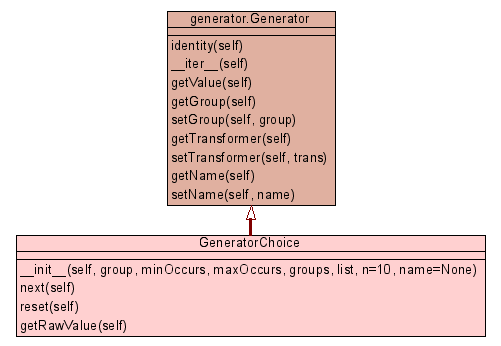 generator.Generator
identity(self)
__iter__(self)
getValue(self)
getGroup(self)
setGroup(self, group)
getTransformer(self)
setTransformer(self, trans)
getName(self)
setName(self, name)
GeneratorChoice
__init__(self, group, minOccurs, maxOccurs, groups, list, n=10, name=None)
next(self)
reset(self)
getRawValue(self)